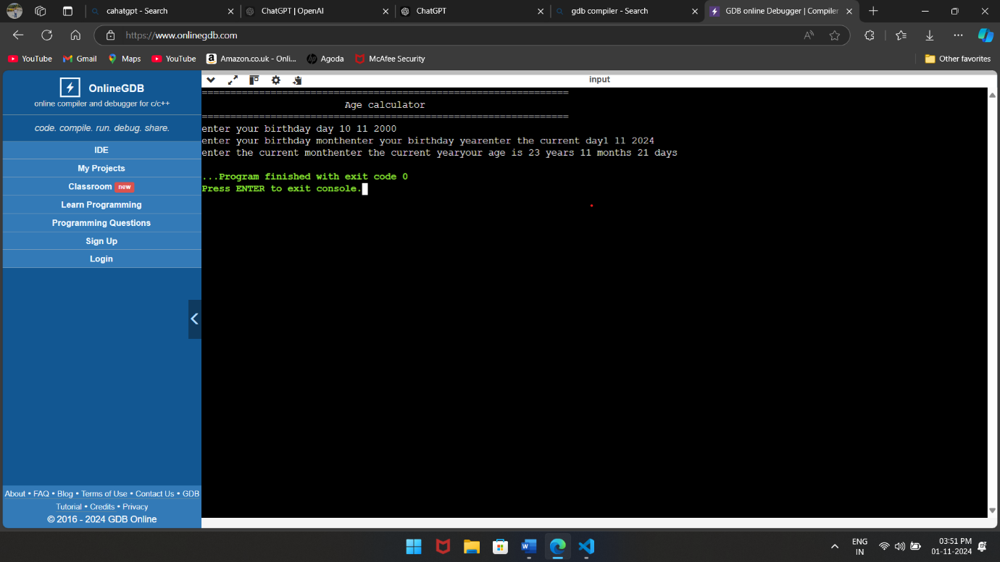 cahatgpt - Search
ChatGPT | OpenAI
ChatGPT
gdb compiler - Search
GDB online Debugger | Compiler
https://www.onlinegdb.com
YouTube
Gmail
Maps
YouTube
Amazon.co.uk - Onli...
Agoda
McAfee Security
Other favorites
OnlineGDB
online compiler and debugger for c/c++
code. compile. run. debug. share.
IDE
My Projects
Classroom new
Learn Programming
Programming Questions
Sign Up
Login
About • FAQ • Blog • Terms of Use • Contact Us • GDB
Tutorial • Credits • Privacy
© 2016 - 2024 GDB Online
input
================================================================
Age calculator
================================================================
enter your birthday day 10 11 2000
enter your birthday monthenter your birthday yearenter the current day1 11 2024
enter the current monthenter the current yearyour age is 23 years 11 months 21 days
...Program finished with exit code 0
Press ENTER to exit console.
ENG
IN
03:51 PM
01-11-2024